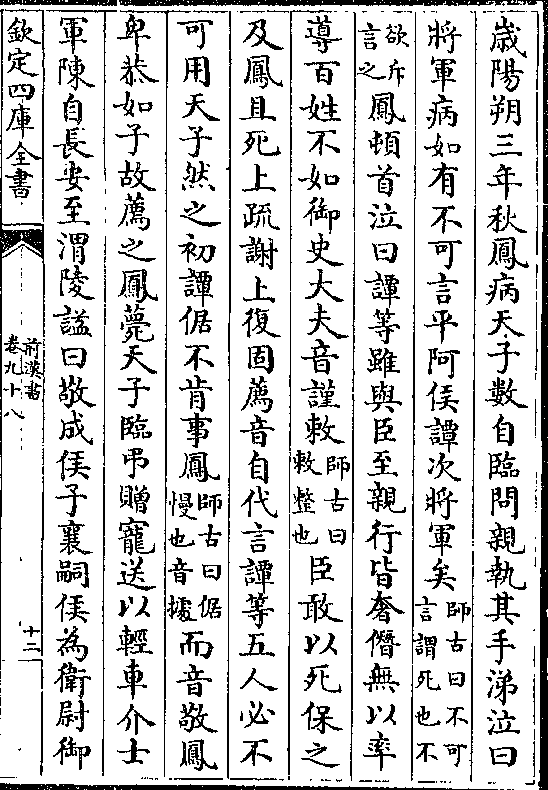 歳陽朔三年秋鳳病天子數自臨問親執其手涕泣曰
將軍病如有不可言平阿侯譚次將軍矣師古曰不可言謂死也不
欲斥言之鳳頓首泣曰譚等雖與臣至親行皆奢僭無以率
導百姓不如御史大夫音謹敕師古曰敕整也臣敢以死保之
及鳳且死上疏謝上復固薦音自代言譚等五人必不
可用天子然之初譚倨不肯事鳳師古曰倨慢也音據而音敬鳳
卑恭如子故薦之鳳薨天子臨弔贈寵送以輕車介士
軍陳自長安至渭陵諡曰敬成侯子襄嗣侯為衛尉御
欽定四庫全書
前漢書
卷九十八
十二